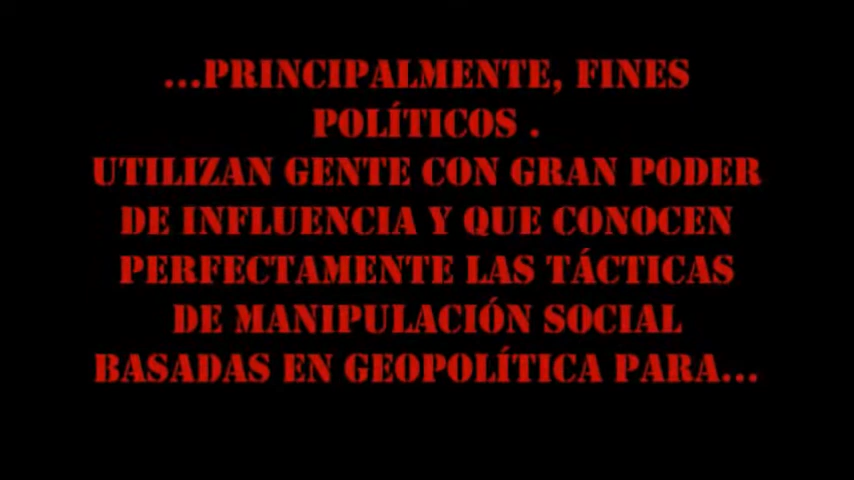 ...PRINCIPALMENTE, FINES
POLÍTICOS .
UTILIZAN GENTE CON GRAN PODER
DE INFLUENCIA Y QUE CONOCEN
PERFECTAMENTE LAS TÁCTICAS
DE MANIPULACIÓN SOCIAL
BASADAS EN GEOPOLÍTICA PARA...